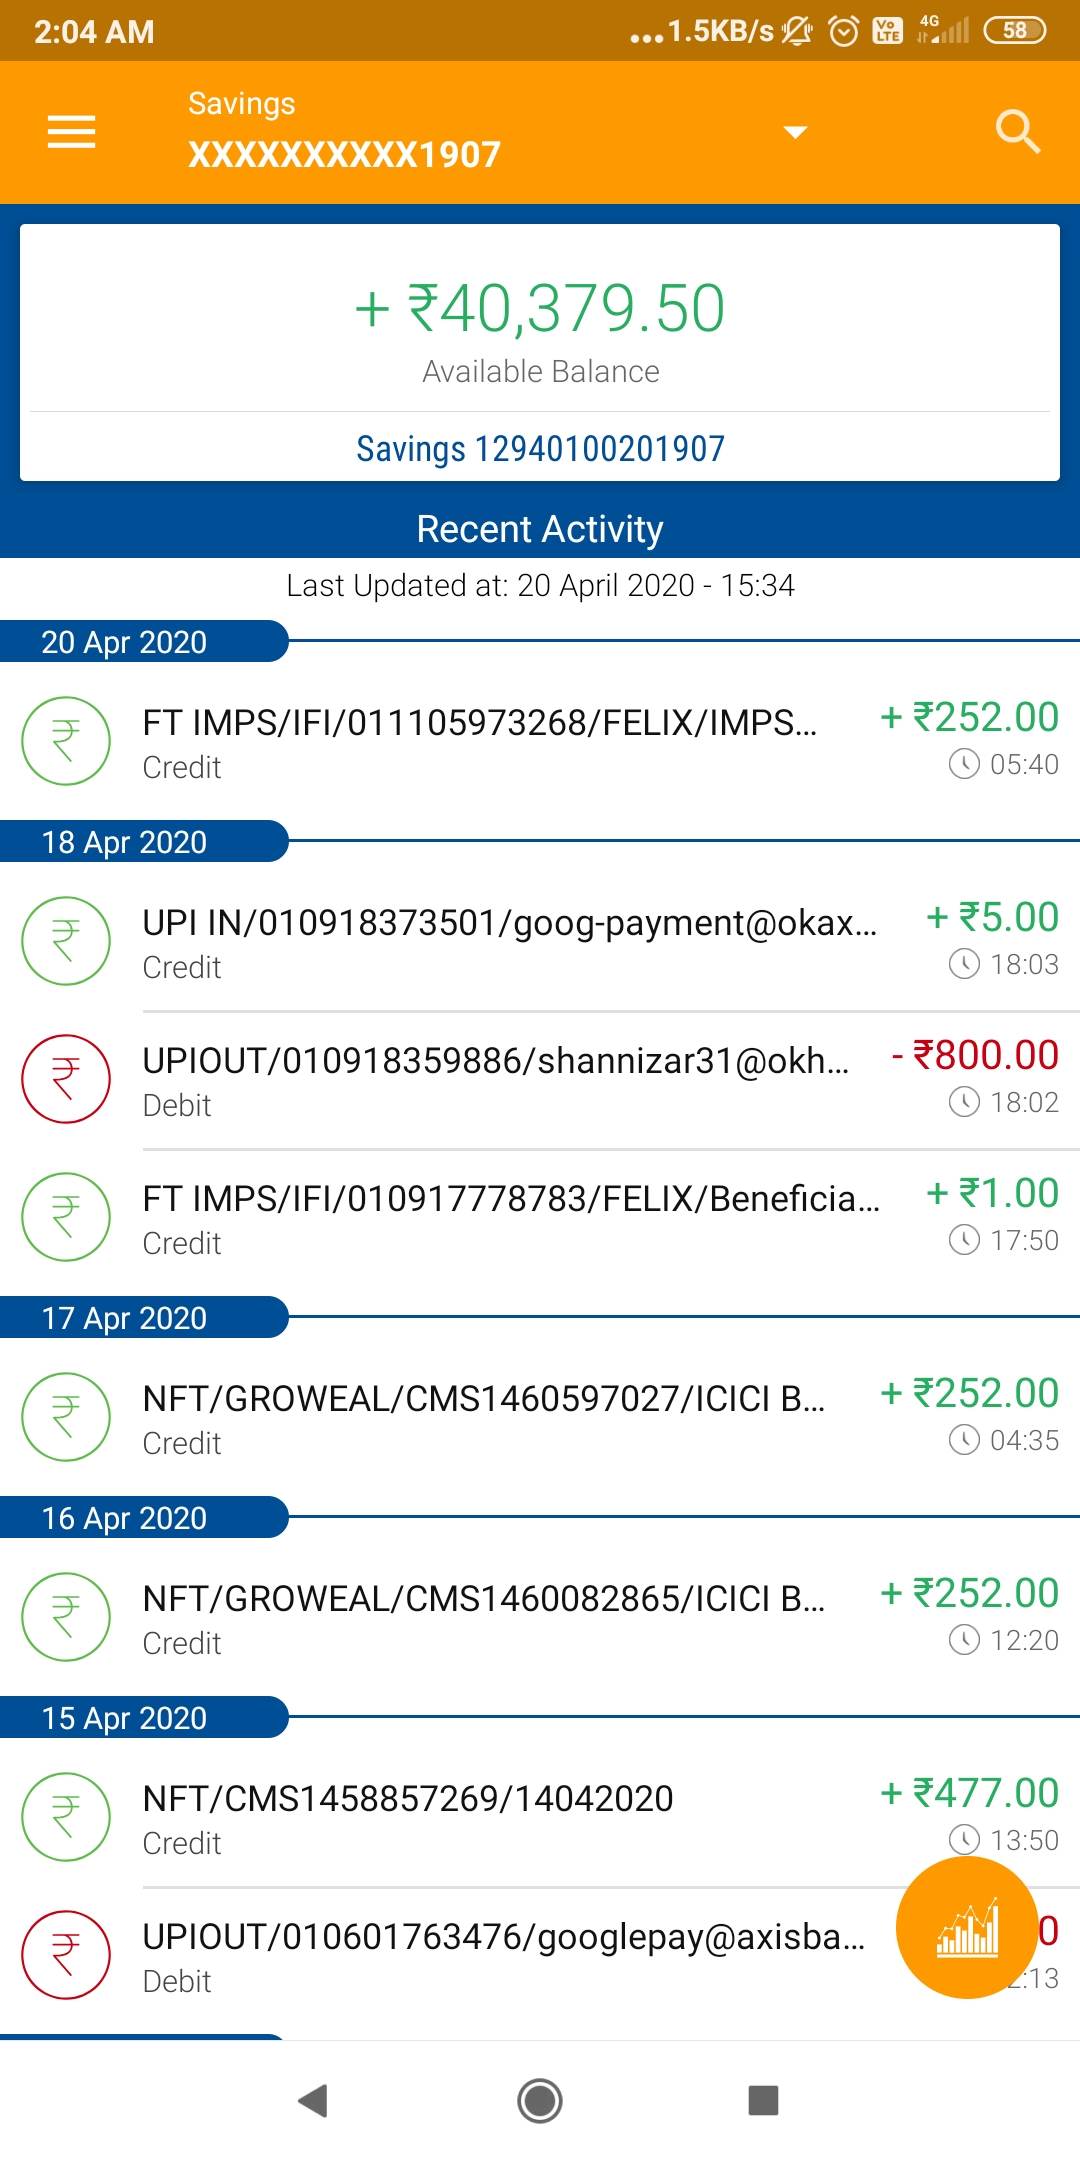 2:04 AM ...1.5KB/s Vo LTE 4G 58
Savings
XXXXXXXXXX1907
+ ₹40,379.50
Available Balance
Savings 12940100201907
Recent Activity
Last Updated at: 20 April 2020 - 15:34
20 Apr 2020
FT IMPS/IFI/011105973268/FELIX/IMPS... + ₹252.00
Credit 05:40
18 Apr 2020
UPI IN/010918373501/goog-payment@okax... + ₹5.00
Credit 18:03
UPIOUT/010918359886/shannizar31@okh... - ₹800.00
Debit 18:02
FT IMPS/IFI/010917778783/FELIX/Beneficia... + ₹1.00
Credit 17:50
17 Apr 2020
NFT/GROWEAL/CMS1460597027/ICICI B... + ₹252.00
Credit 04:35
16 Apr 2020
NFT/GROWEAL/CMS1460082865/ICICI B... + ₹252.00
Credit 12:20
15 Apr 2020
NFT/CMS1458857269/14042020 + ₹477.00
Credit 13:50
UPIOUT/010601763476/googlepay@axisba...
Debit